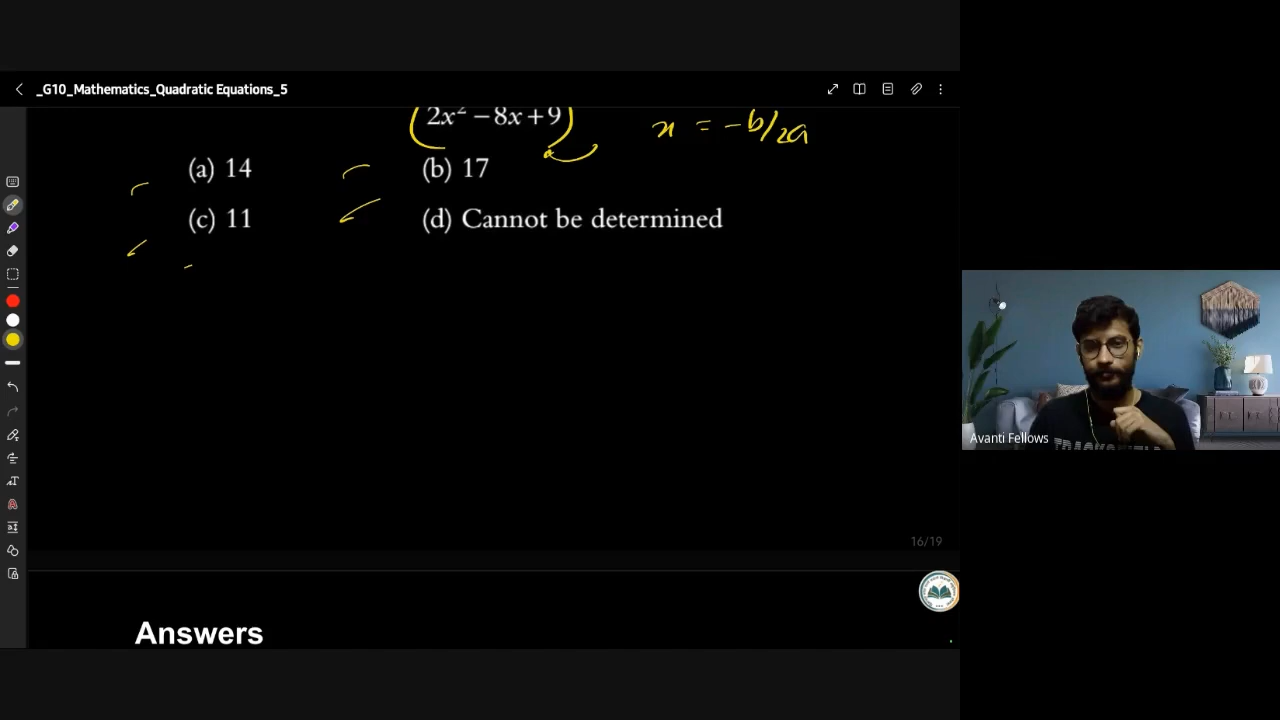 _G10_Mathematics_Quadratic Equations_5
2x² − 8x + 9
x = -b/2a
(a) 14
(b) 17
(c) 11
(d) Cannot be determined
Avanti Fellows
16/19
Answers